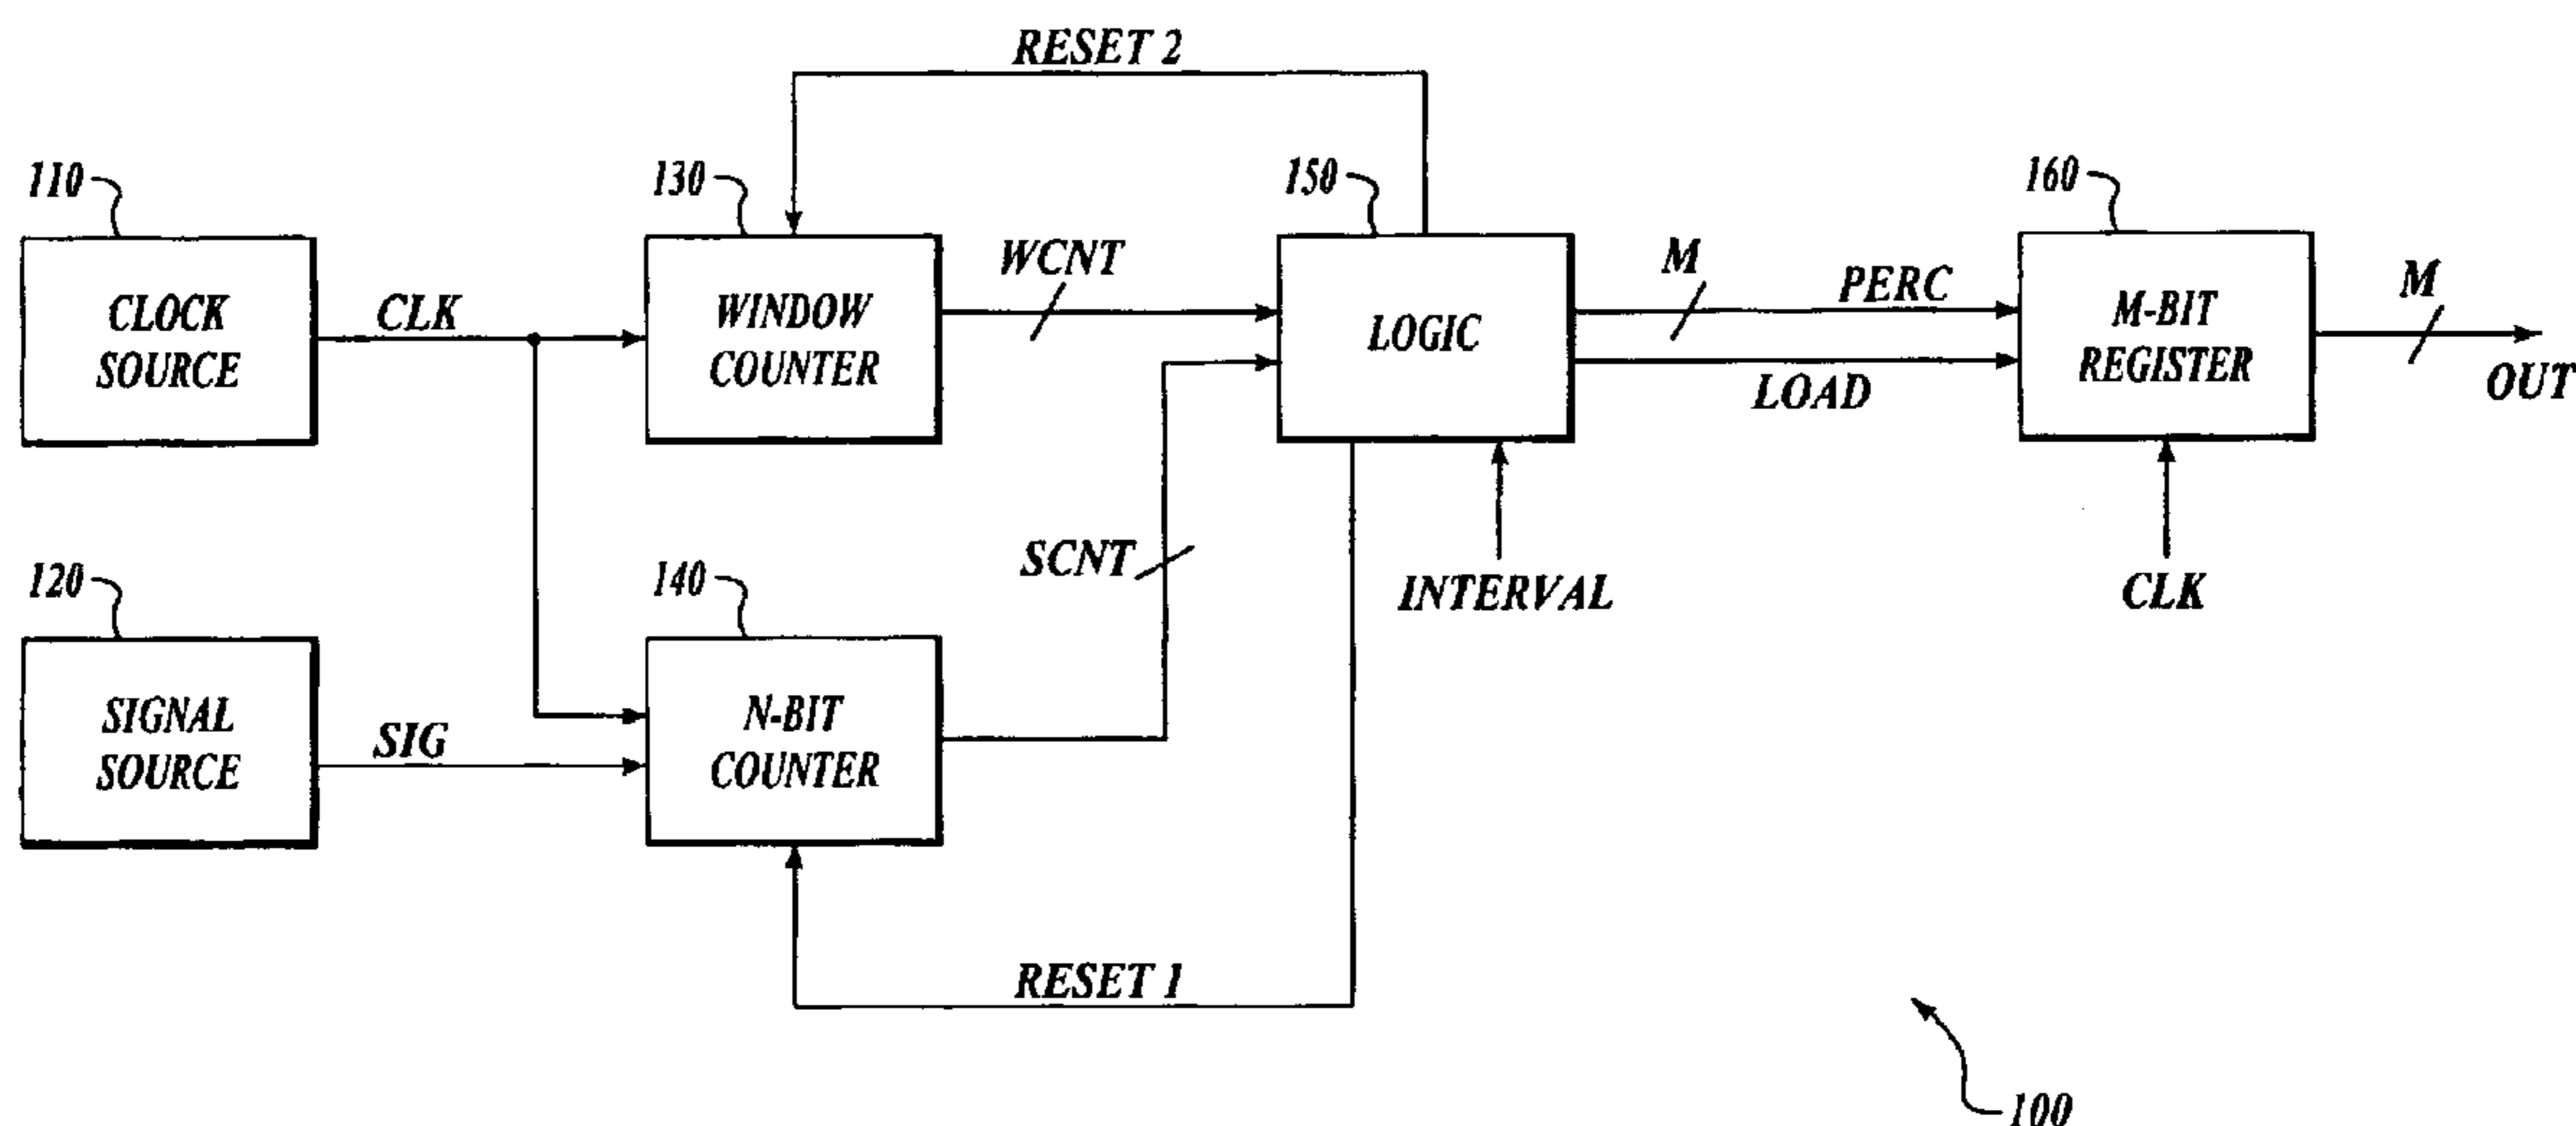 RESET 2
110
130
150
160
CLOCK
SOURCE
CLK
WINDOW
COUNTER
WCNT
LOGIC
M
PERC
LOAD
M-BIT
REGISTER
M
OUT
120
140
SCNT
INTERVAL
CLK
SIGNAL
SOURCE
SIG
N-BIT
COUNTER
RESET 1
100